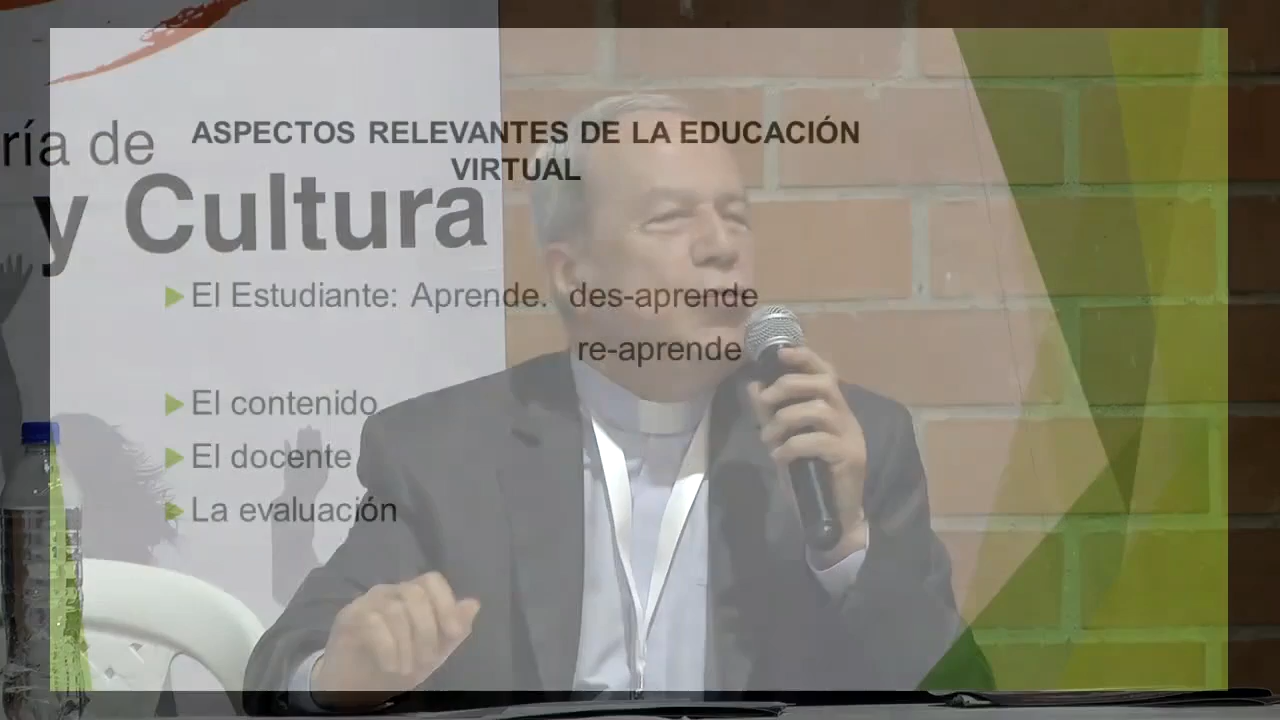 ría de
y Cultura
ASPECTOS RELEVANTES DE LA EDUCACIÓN
VIRTUAL
El Estudiante: Aprende. des-aprende
re-aprende
El contenido
El docente
La evaluación